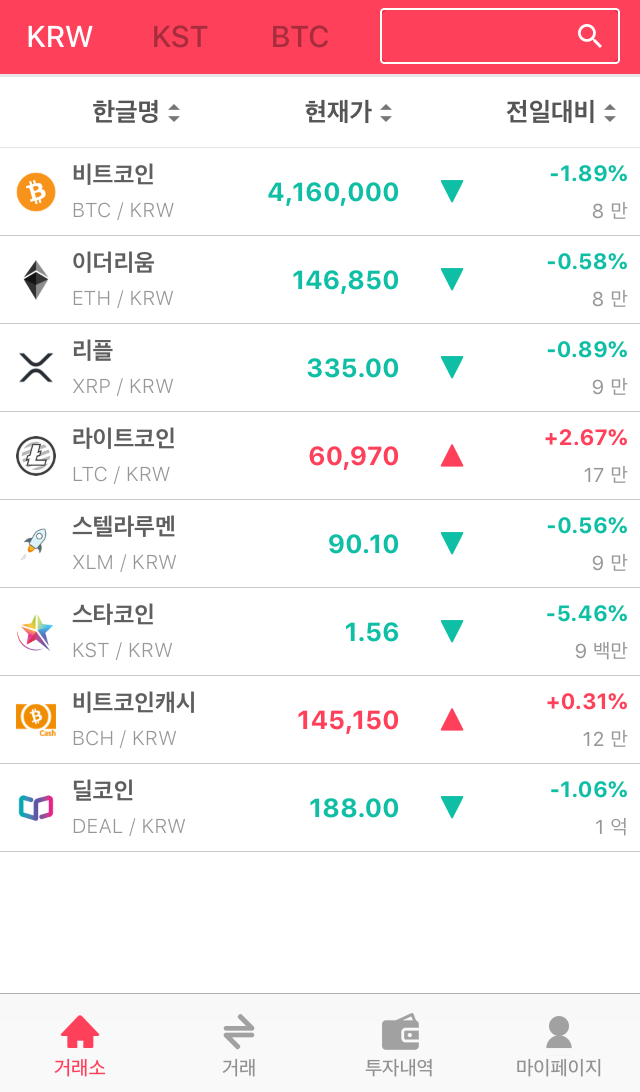 KRW KST BTC
한글명 현재가 전일대비
비트코인 4,160,000 -1.89%
BTC / KRW 8 만
이더리움 146,850 -0.58%
ETH / KRW 8 만
리플 335.00 -0.89%
XRP / KRW 9 만
라이트코인 60,970 +2.67%
LTC / KRW 17 만
스텔라루멘 90.10 -0.56%
XLM / KRW 9 만
스타코인 1.56 -5.46%
KST / KRW 9 백만
비트코인캐시 145,150 +0.31%
Cash BCH / KRW 12 만
딜코인 188.00 -1.06%
DEAL / KRW 1 억
거래소 거래 투자내역 마이페이지